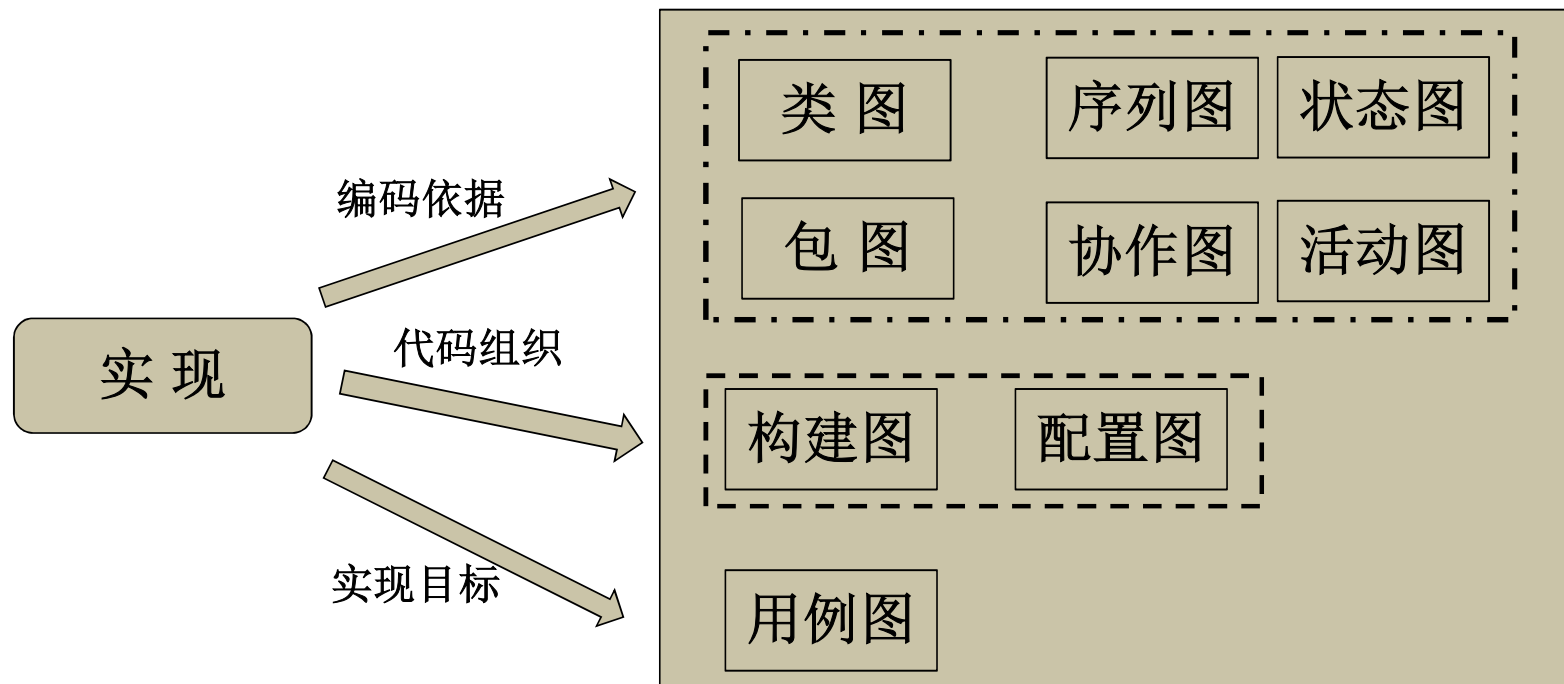 类 图
序列图
状态图
编码依据
包 图
协作图
活动图
实 现
代码组织
构建图
配置图
实现目标
用例图